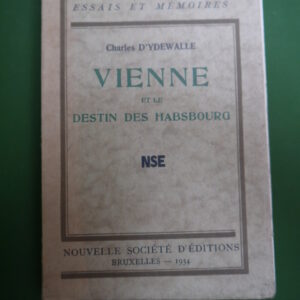 ESSAIS ET MÉMOIRES
Charles D'YDEWALLE
VIENNE
ET LE
DESTIN DES HABSBOURG
NSE
NOUVELLE SOCIÉTÉ D'ÉDITIONS
BRUXELLES — 1934